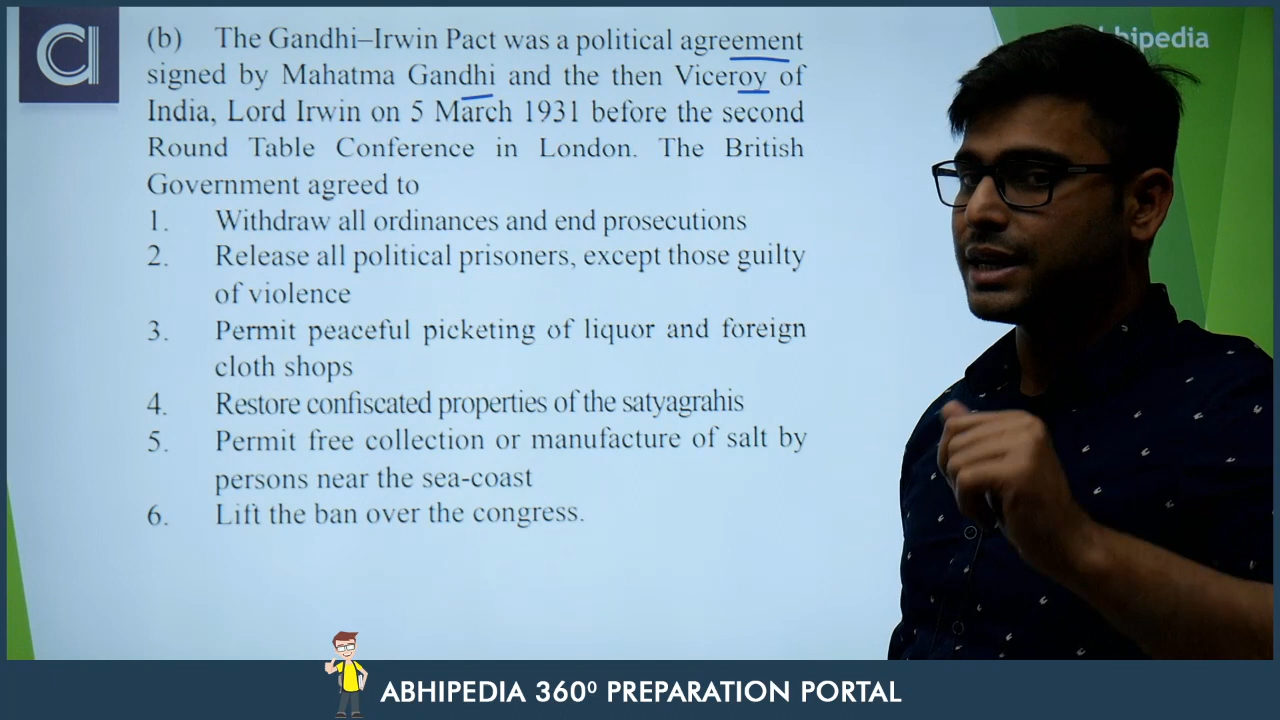 (b) The Gandhi–Irwin Pact was a political agreement
signed by Mahatma Gandhi and the then Viceroy of
India, Lord Irwin on 5 March 1931 before the second
Round Table Conference in London. The British
Government agreed to
1. Withdraw all ordinances and end prosecutions
2. Release all political prisoners, except those guilty
of violence
3. Permit peaceful picketing of liquor and foreign
cloth shops
4. Restore confiscated properties of the satyagrahis
5. Permit free collection or manufacture of salt by
persons near the sea-coast
6. Lift the ban over the congress.
ABHIPEDIA 360⁰ PREPARATION PORTAL